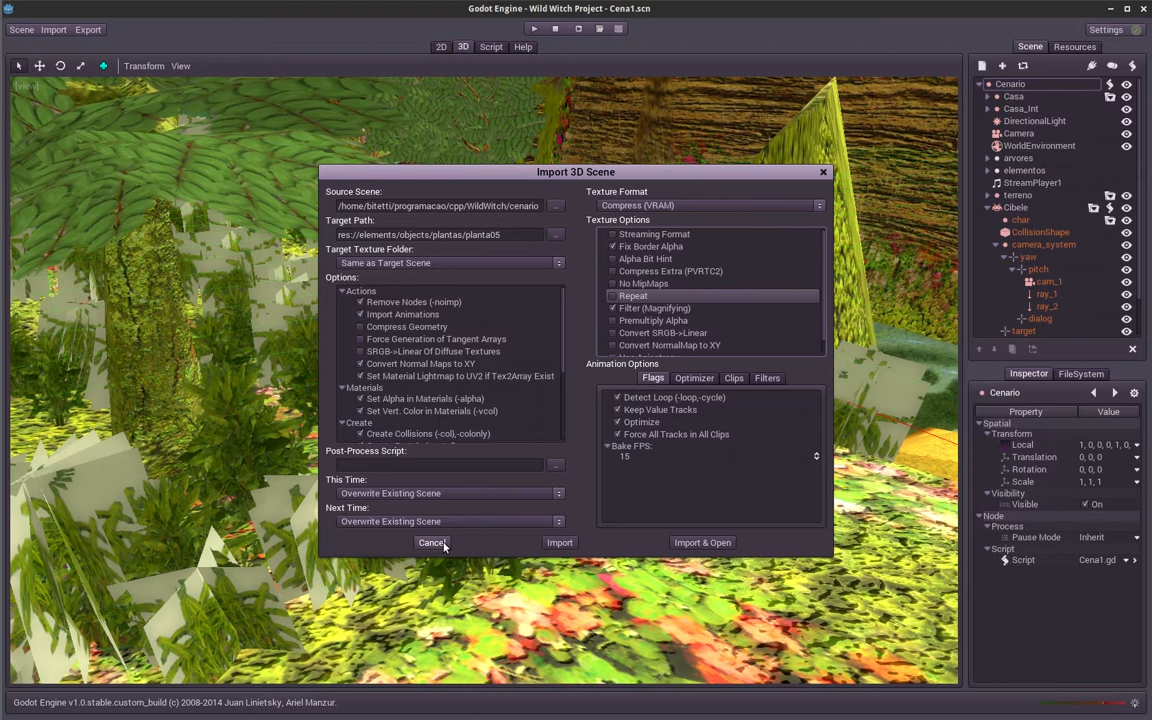 Godot Engine - Wild Witch Project - Cena1.scn
Scene Import Export
Settings
2D 3D Script Help
Scene Resources
Transform View
[view]
Cenario
Casa
Casa_Int
DirectionalLight
Camera
WorldEnvironment
arvores
elementos
StreamPlayer1
terreno
Cibele
char
CollisionShape
camera_system
yaw
pitch
cam_1
ray_1
ray_2
dialog
target
Import 3D Scene
Source Scene:
/home/bitetti/programacao/cpp/WildWitch/cenario
..
Target Path:
res://elements/objects/plantas/planta05
..
Target Texture Folder:
Same as Target Scene
Options:
Actions
Remove Nodes (-noimp)
Import Animations
Compress Geometry
Force Generation of Tangent Arrays
SRGB->Linear Of Diffuse Textures
Convert Normal Maps to XY
Set Material Lightmap to UV2 if Tex2Array Exist
Materials
Set Alpha in Materials (-alpha)
Set Vert. Color in Materials (-vcol)
Create
Create Collisions (-col),-colonly)
Post-Process Script:
..
This Time:
Overwrite Existing Scene
Next Time:
Overwrite Existing Scene
Texture Format
Compress (VRAM)
Texture Options
Streaming Format
Fix Border Alpha
Alpha Bit Hint
Compress Extra (PVRTC2)
No MipMaps
Repeat
Filter (Magnifying)
Premultiply Alpha
Convert SRGB->Linear
Convert NormalMap to XY
Animation Options
Flags Optimizer Clips Filters
Detect Loop (-loop,-cycle)
Keep Value Tracks
Optimize
Force All Tracks in All Clips
Bake FPS:
15
Cancel Import Import & Open
Inspector FileSystem
Cenario
Property Value
Spatial
Transform
Local 1, 0, 0, 0, 1, 0,
Translation 0, 0, 0
Rotation 0, 0, 0
Scale 1, 1, 1
Visibility
Visible On
Node
Process
Pause Mode Inherit
Script
Script Cena1.gd
Godot Engine v1.0.stable.custom_build (c) 2008-2014 Juan Linietsky, Ariel Manzur.